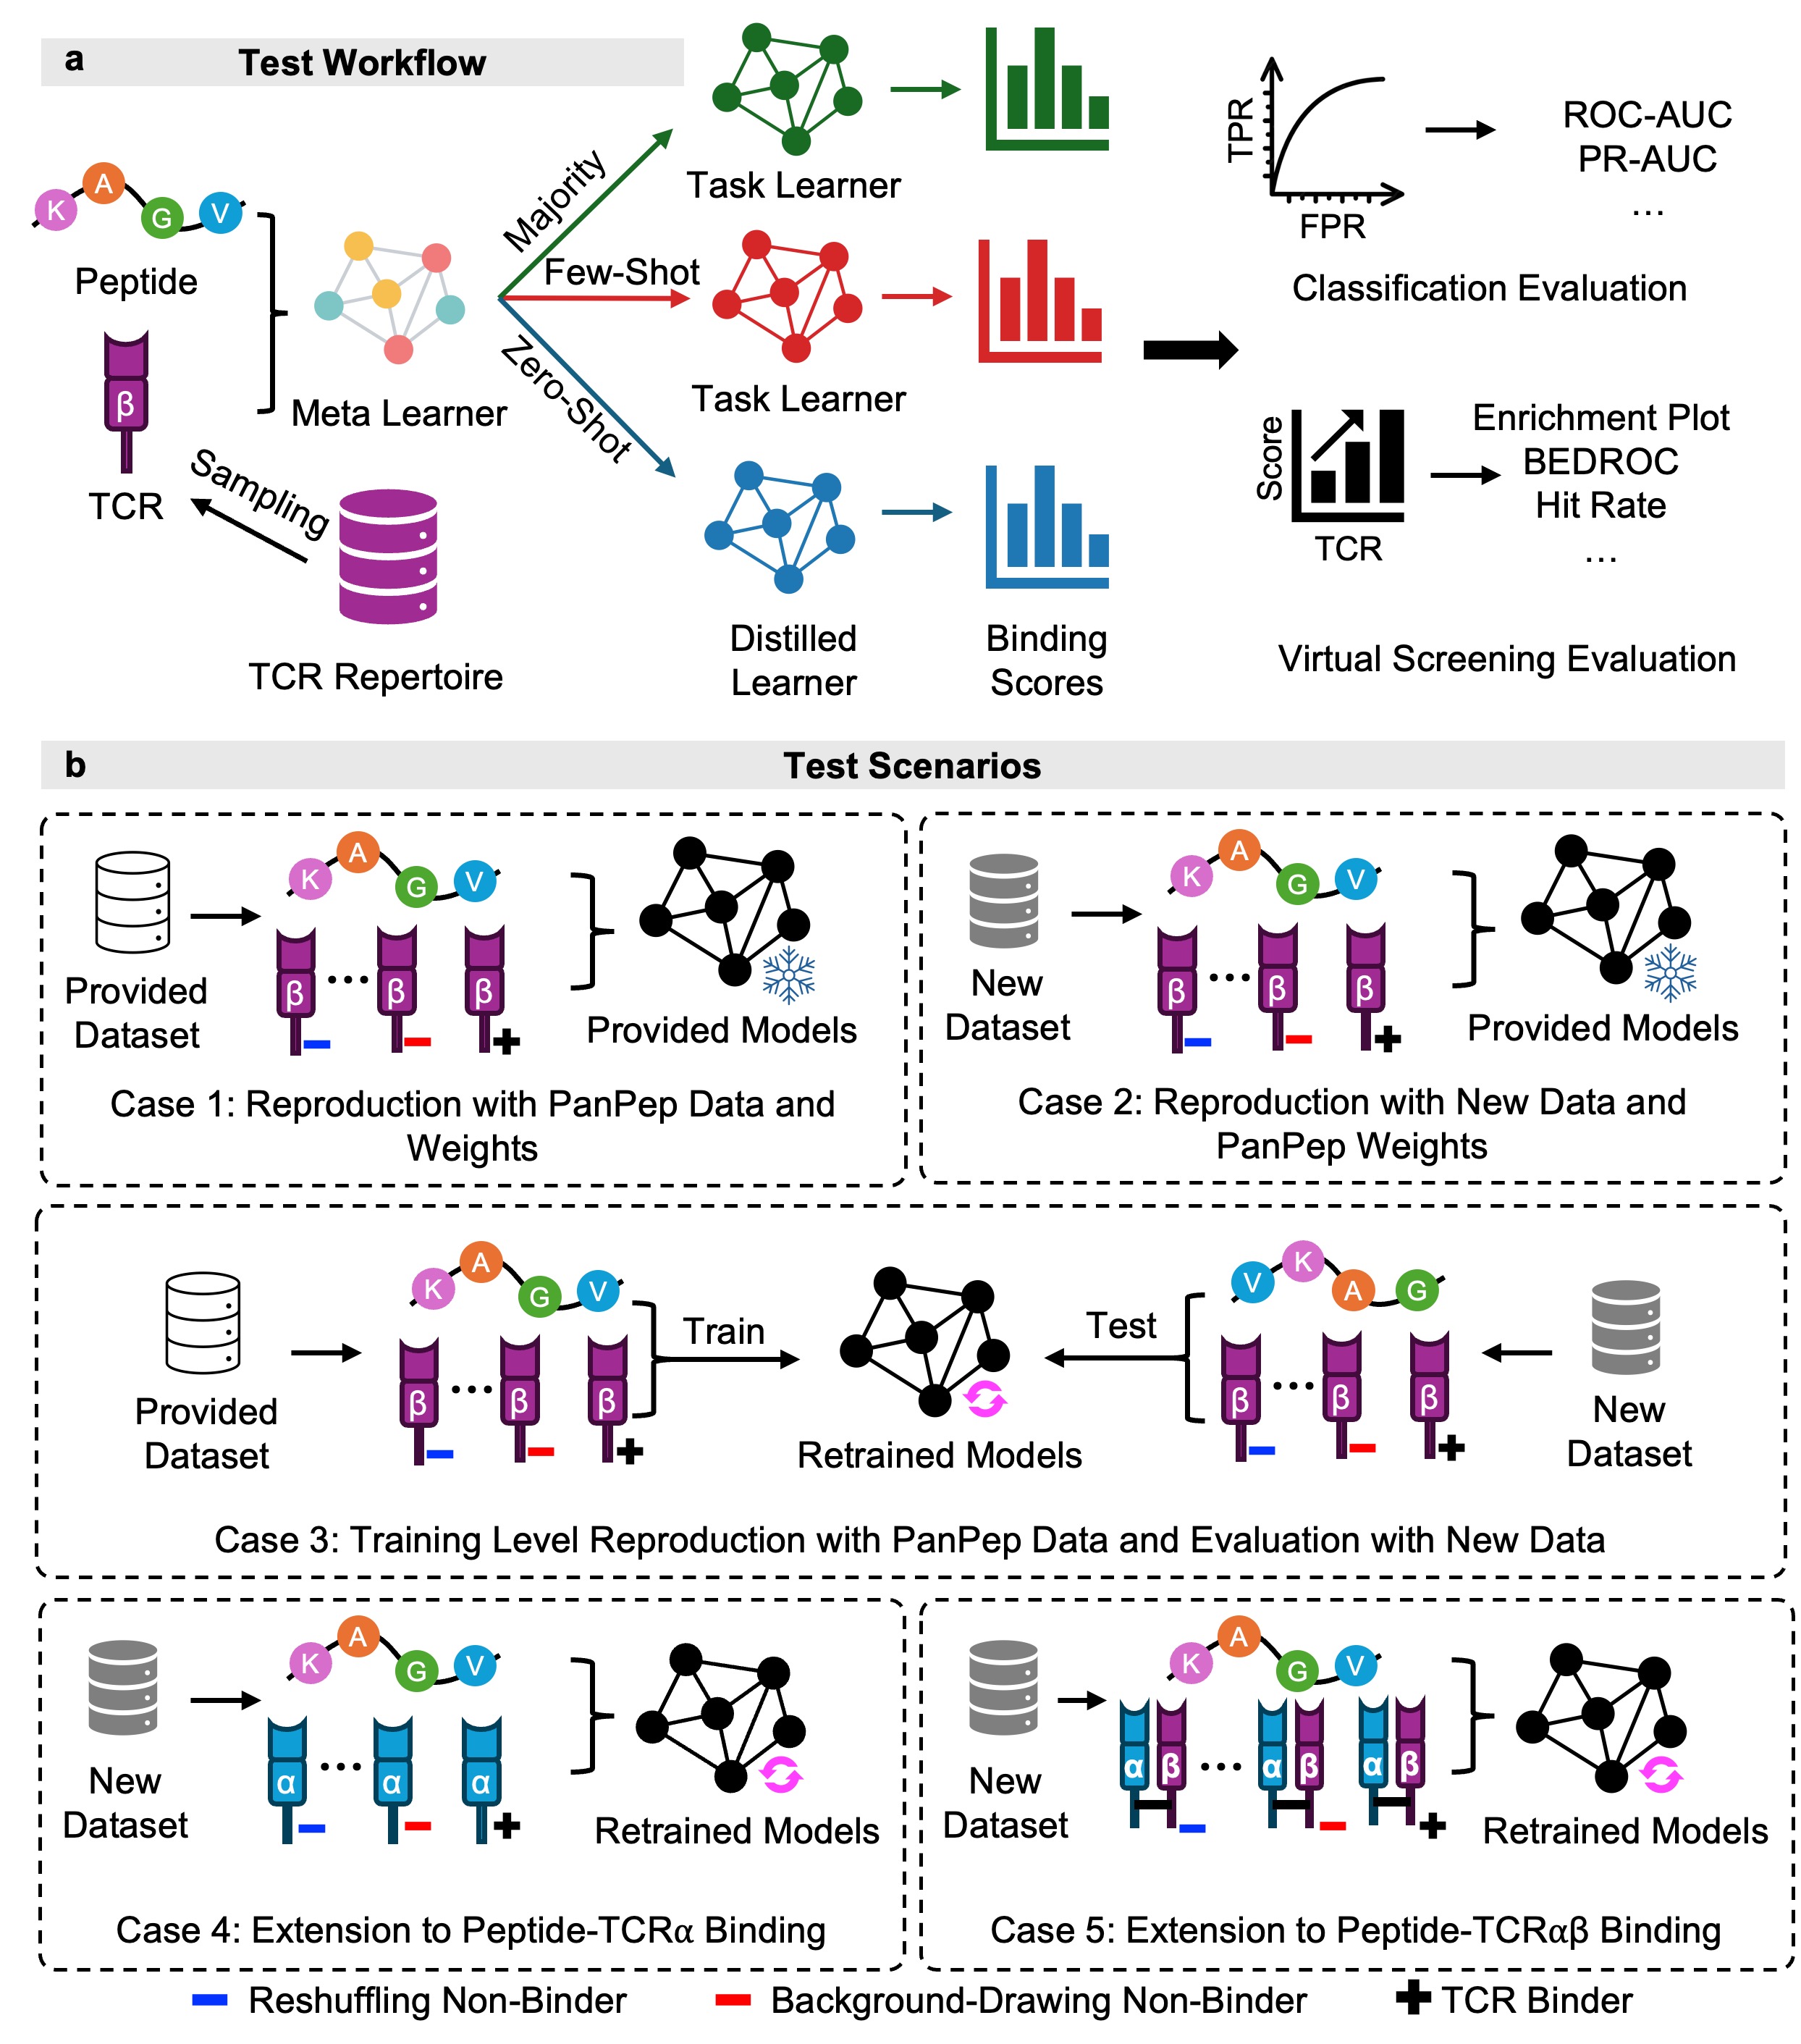 a
Test Workflow
K
A
G
V
Peptide
β
TCR
Sampling
TCR Repertoire
Meta Learner
Majority
Few-Shot
Zero-Shot
Task Learner
Task Learner
Distilled
Learner
Binding
Scores
TPR
FPR
ROC-AUC
PR-AUC
...
Classification Evaluation
Score
TCR
Enrichment Plot
BEDROC
Hit Rate
...
Virtual Screening Evaluation
b
Test Scenarios
Provided
Dataset
K
A
G
V
β
...
β
β
Provided Models
Case 1: Reproduction with PanPep Data and
Weights
New
Dataset
K
A
G
V
β
...
β
β
Provided Models
Case 2: Reproduction with New Data and
PanPep Weights
Provided
Dataset
K
A
G
V
β
...
β
β
Train
Retrained Models
Test
V
K
A
G
β
...
β
β
New
Dataset
Case 3: Training Level Reproduction with PanPep Data and Evaluation with New Data
New
Dataset
K
A
G
V
α
...
α
α
Retrained Models
Case 4: Extension to Peptide-TCRα Binding
New
Dataset
K
A
G
V
α β
...
α β
α β
Retrained Models
Case 5: Extension to Peptide-TCRαβ Binding
Reshuffling Non-Binder
Background-Drawing Non-Binder
TCR Binder